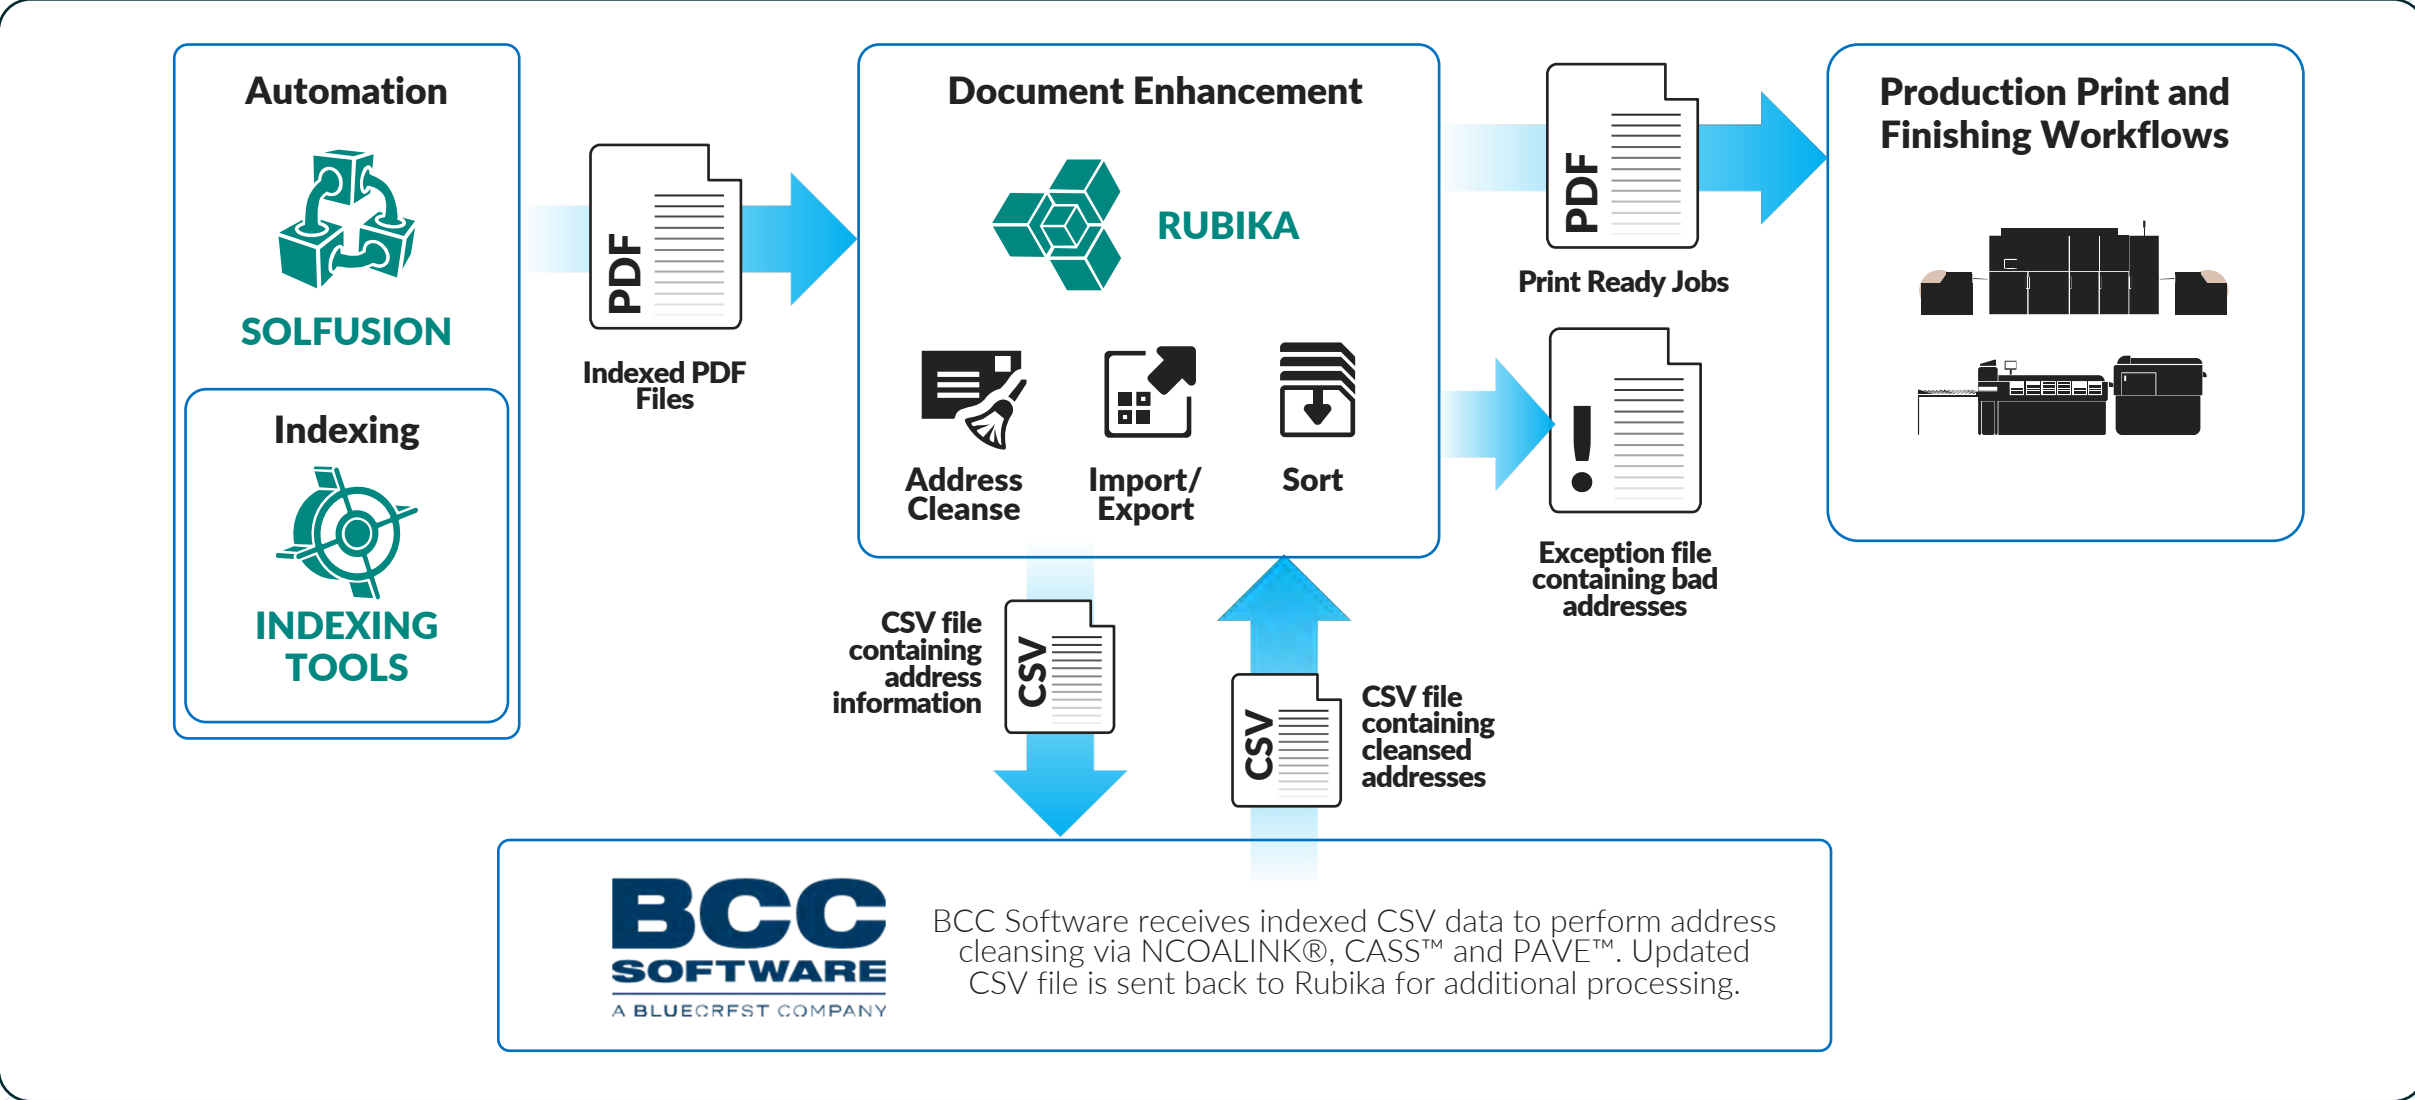 Automation
SOLFUSION
Indexing
INDEXING
TOOLS
PDF
Indexed PDF
Files
Document Enhancement
RUBIKA
Address
Cleanse
Import/
Export
Sort
PDF
Print Ready Jobs
Exception file
containing bad
addresses
Production Print and
Finishing Workflows
CSV file
containing
address
information
CSV
CSV
CSV file
containing
cleansed
addresses
BCC
SOFTWARE
A BLUECREST COMPANY
BCC Software receives indexed CSV data to perform address
cleansing via NCOALINK®, CASS™ and PAVE™. Updated
CSV file is sent back to Rubika for additional processing.